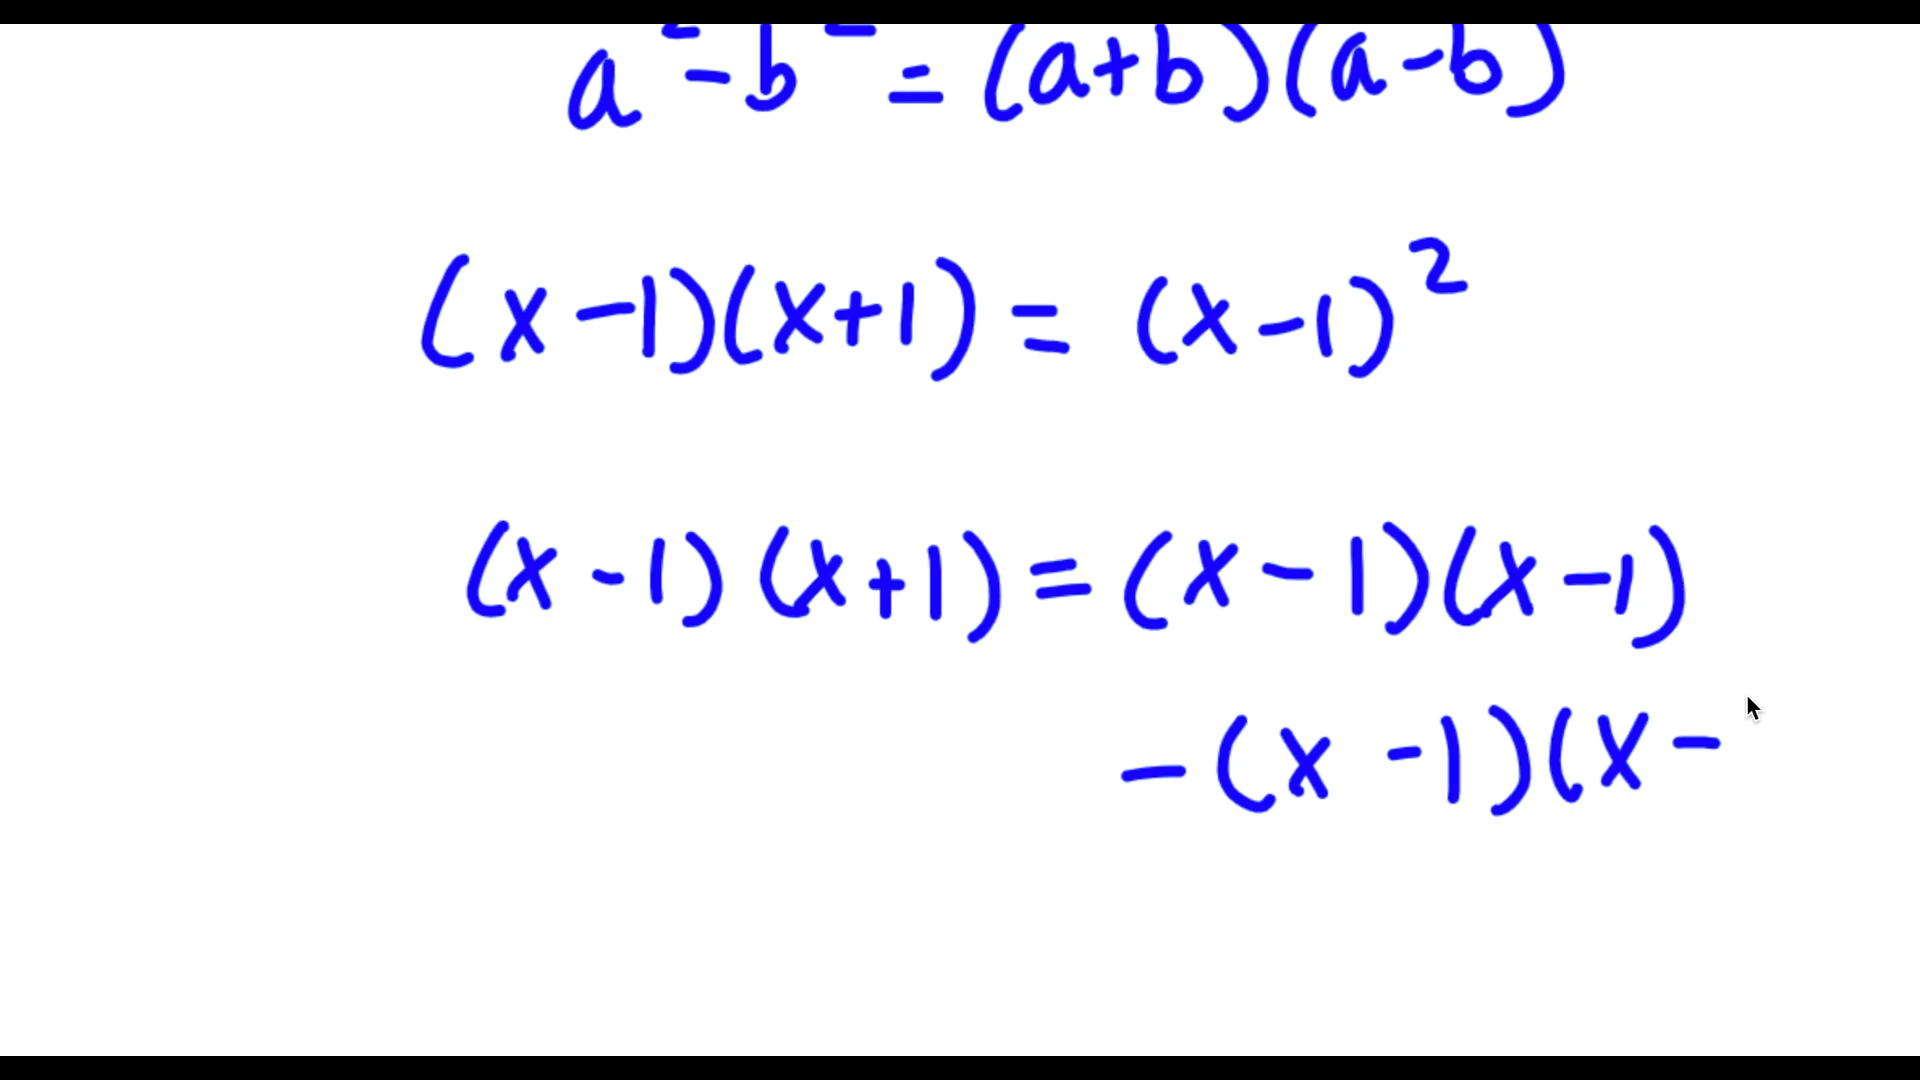 a² - b² = (a+b)(a-b)
(x-1)(x+1) = (x-1)²
(x-1)(x+1) = (x-1)(x-1)
-(x-1)(x-